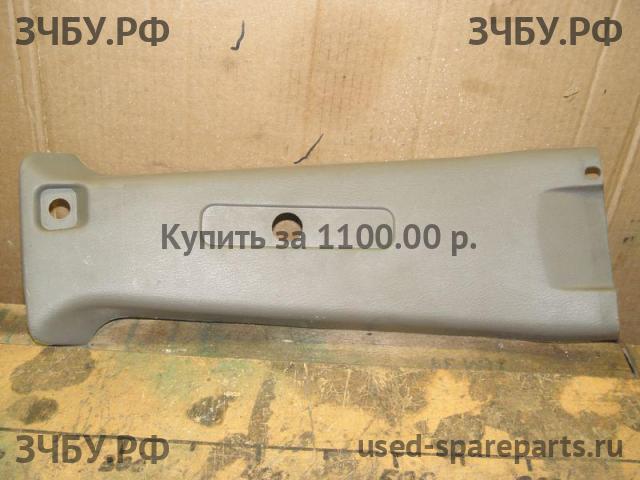 ЗЧБУ.РФ ЗЧБУ.РФ
Купить за 1100.00 р.
ЗЧБУ.РФ used-spareparts.ru